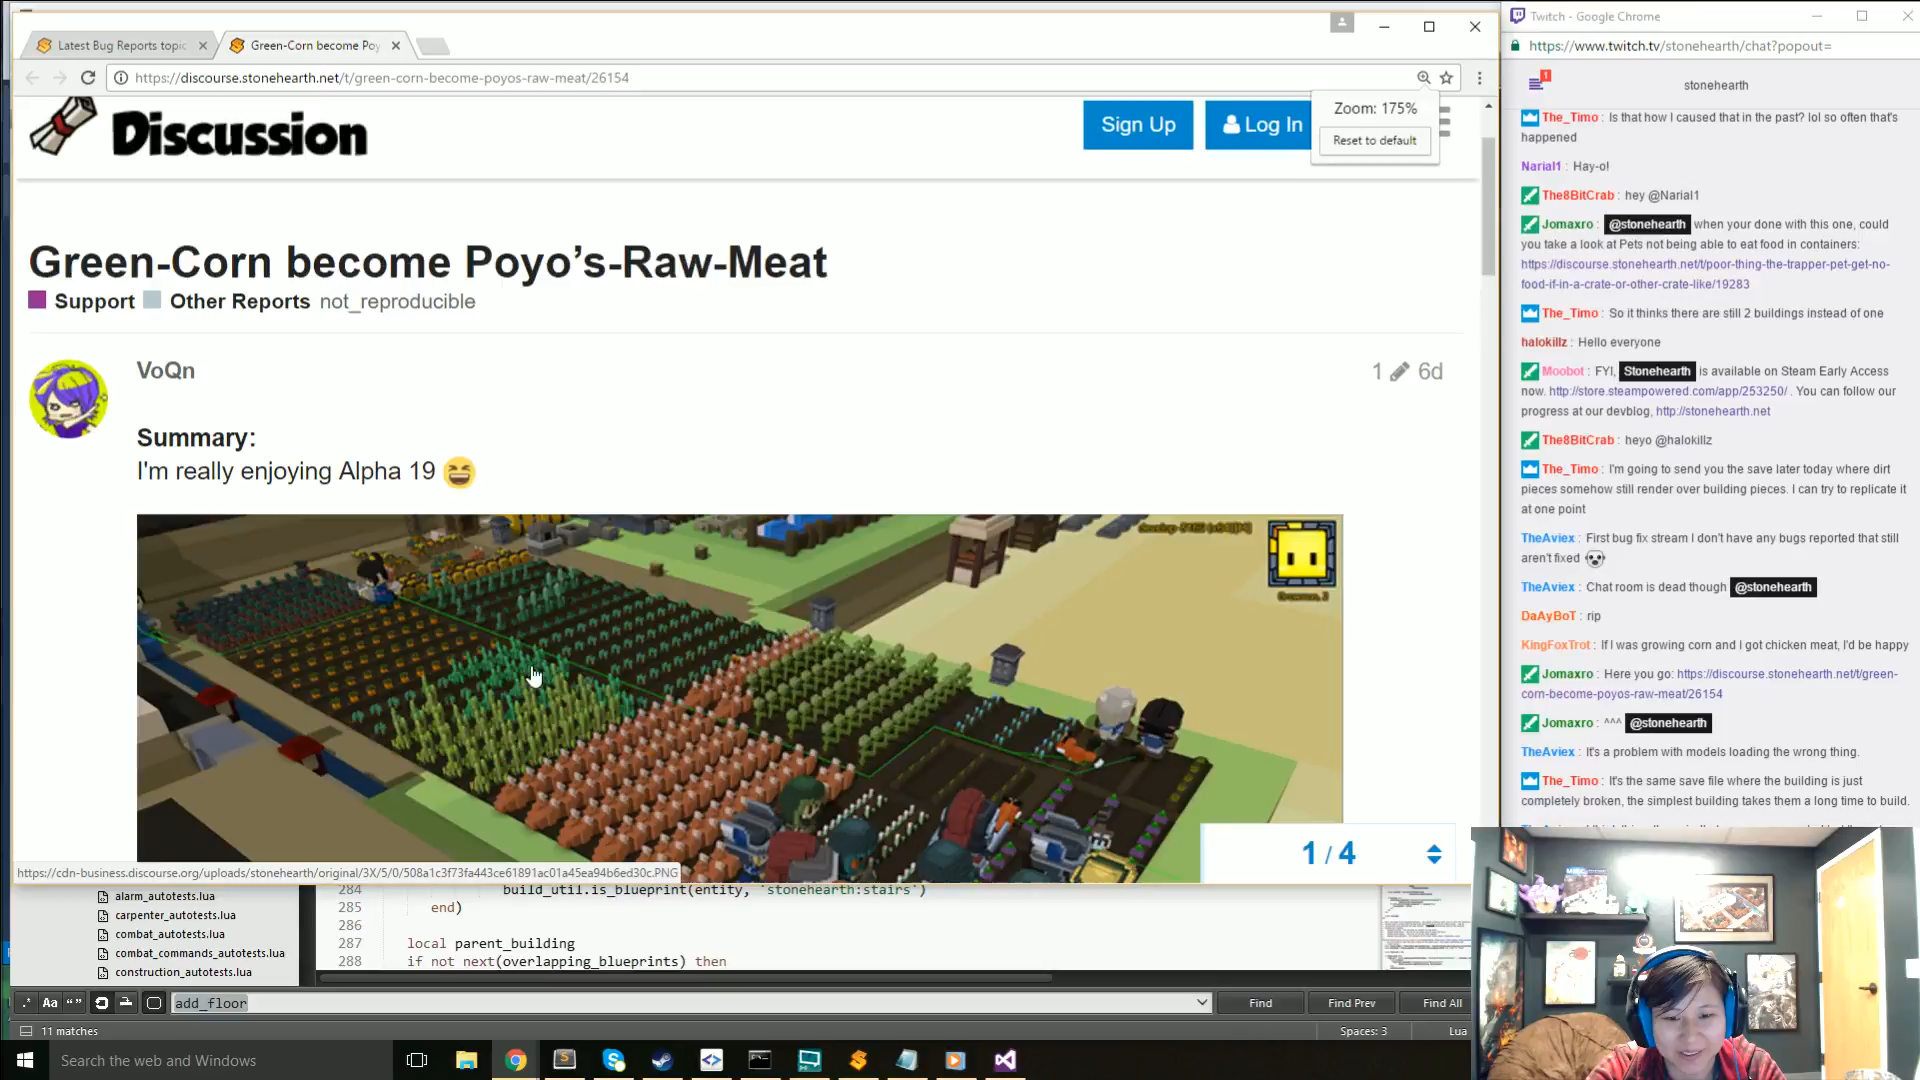 Latest Bug Reports topic
Green-Corn become Poy
https://discourse.stonehearth.net/t/green-corn-become-poyos-raw-meat/26154
Zoom: 175%
Reset to default
Discussion
Sign Up
Log In
Green-Corn become Poyo's-Raw-Meat
Support Other Reports not_reproducible
VoQn
1 6d
Summary:
I'm really enjoying Alpha 19
1 / 4
https://cdn-business.discourse.org/uploads/stonehearth/original/3X/5/0/508a1c3f73fa443ce61891ac01a45ea94b6ed30c.PNG
alarm_autotests.lua
carpenter_autotests.lua
combat_autotests.lua
combat_commands_autotests.lua
construction_autotests.lua
284 build_util.is_blueprint(entity, 'stonehearth:stairs')
285 end)
286
287 local parent_building
288 if not next(overlapping_blueprints) then
.* Aa “ ”
add_floor
Find
Find Prev
Find All
11 matches
Spaces: 3
Lua
Search the web and Windows
Twitch - Google Chrome
https://www.twitch.tv/stonehearth/chat?popout=
1
stonehearth
The_Timo : Is that how I caused that in the past? lol so often that's
happened
Narial1 : Hay-o!
The8BitCrab : hey @Narial1
Jomaxro : @stonehearth when your done with this one, could
you take a look at Pets not being able to eat food in containers:
https://discourse.stonehearth.net/t/poor-thing-the-trapper-pet-get-no-
food-if-in-a-crate-or-other-crate-like/19283
The_Timo : So it thinks there are still 2 buildings instead of one
halokillz : Hello everyone
Moobot : FYI, Stonehearth is available on Steam Early Access
now. http://store.steampowered.com/app/253250/ . You can follow our
progress at our devblog, http://stonehearth.net
The8BitCrab : heyo @halokillz
The_Timo : I'm going to send you the save later today where dirt
pieces somehow still render over building pieces. I can try to replicate it
at one point
TheAviex : First bug fix stream I don't have any bugs reported that still
aren't fixed
TheAviex : Chat room is dead though @stonehearth
DaAyBoT : rip
KingFoxTrot : If I was growing corn and I got chicken meat, I'd be happy
Jomaxro : Here you go: https://discourse.stonehearth.net/t/green-
corn-become-poyos-raw-meat/26154
Jomaxro : ^^^ @stonehearth
TheAviex : It's a problem with models loading the wrong thing.
The_Timo : It's the same save file where the building is just
completely broken, the simplest building takes them a long time to build.